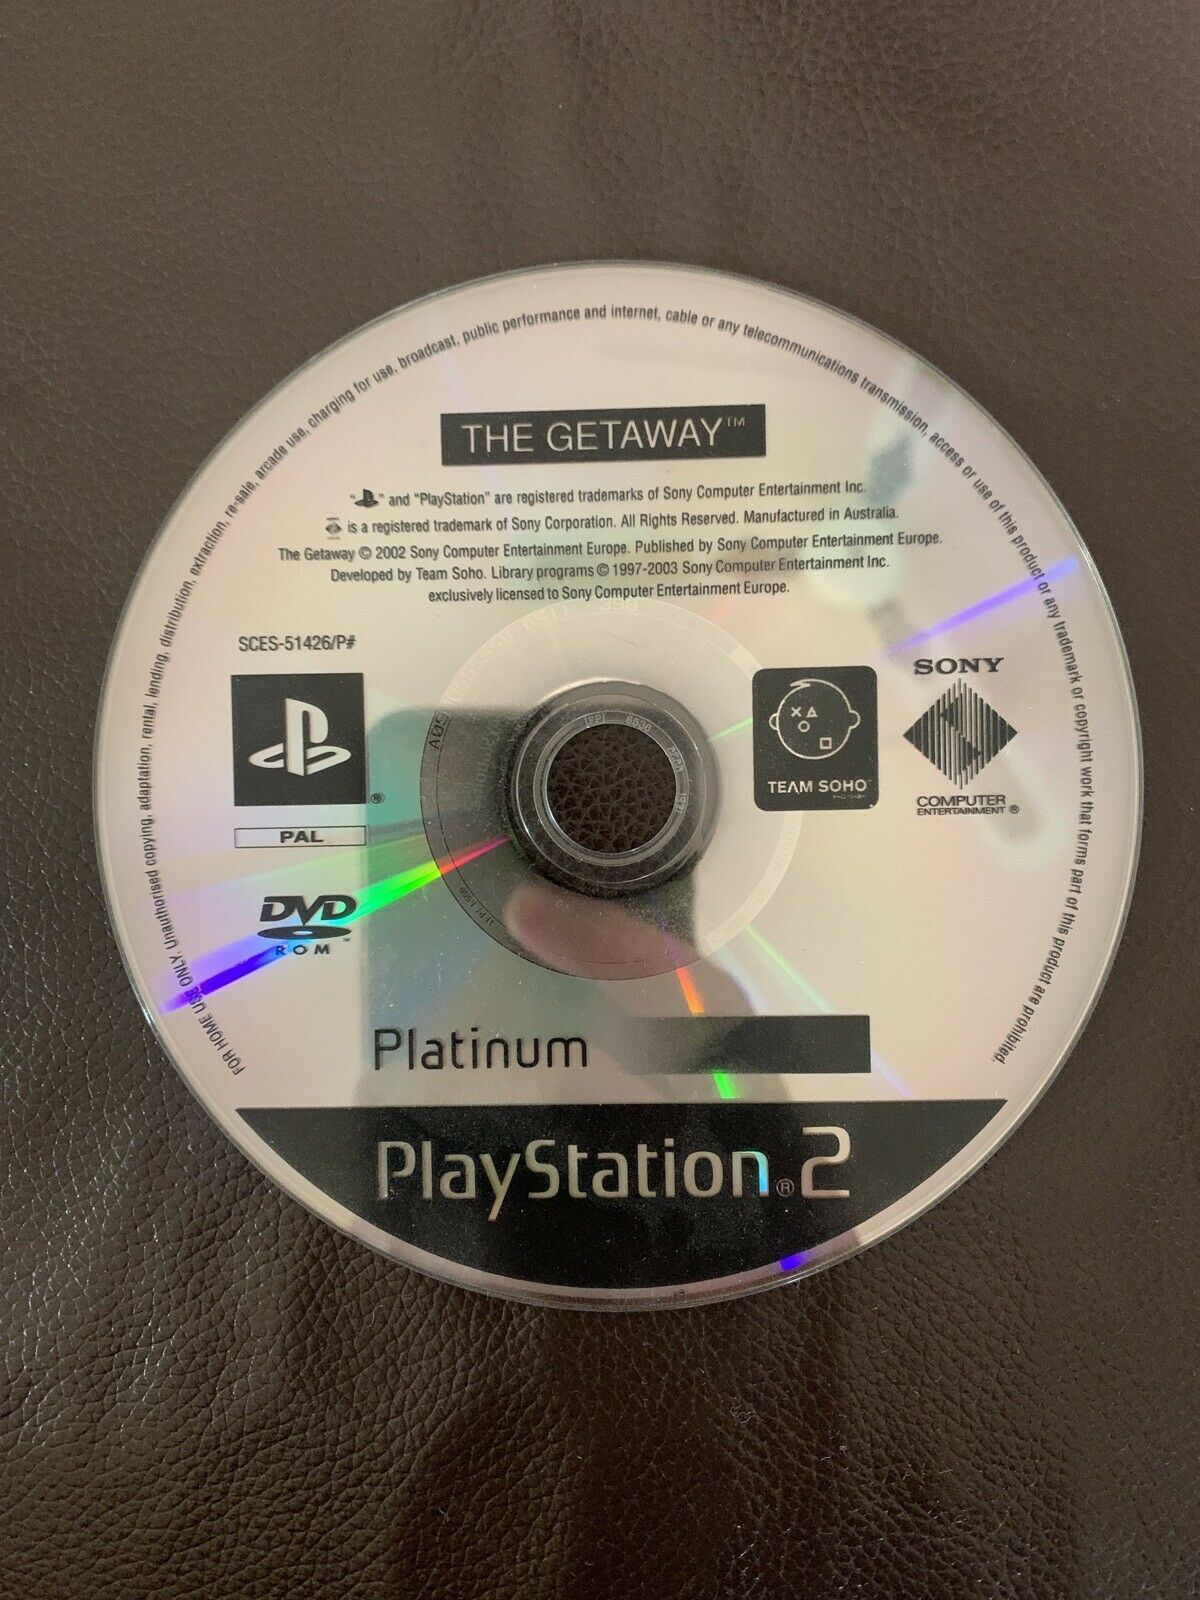 FOR HOME USE ONLY. Unauthorised copying, adaptation, rental, lending, distribution, extraction, re-sale, arcade use, charging for use, broadcast, public performance and internet, cable or any telecommunications transmission, access or use of this product or any trademark or copyright work that forms part of this product are prohibited.
THE GETAWAY™
"" and "PlayStation" are registered trademarks of Sony Computer Entertainment Inc.
is a registered trademark of Sony Corporation. All Rights Reserved. Manufactured in Australia.
The Getaway © 2002 Sony Computer Entertainment Europe. Published by Sony Computer Entertainment Europe.
Developed by Team Soho. Library programs © 1997-2003 Sony Computer Entertainment Inc.
exclusively licensed to Sony Computer Entertainment Europe.
SCES-51426/P#
®
PAL
DVD™
ROM
TEAM SOHO™
SONY
COMPUTER
ENTERTAINMENT ®
Platinum
PlayStation®2